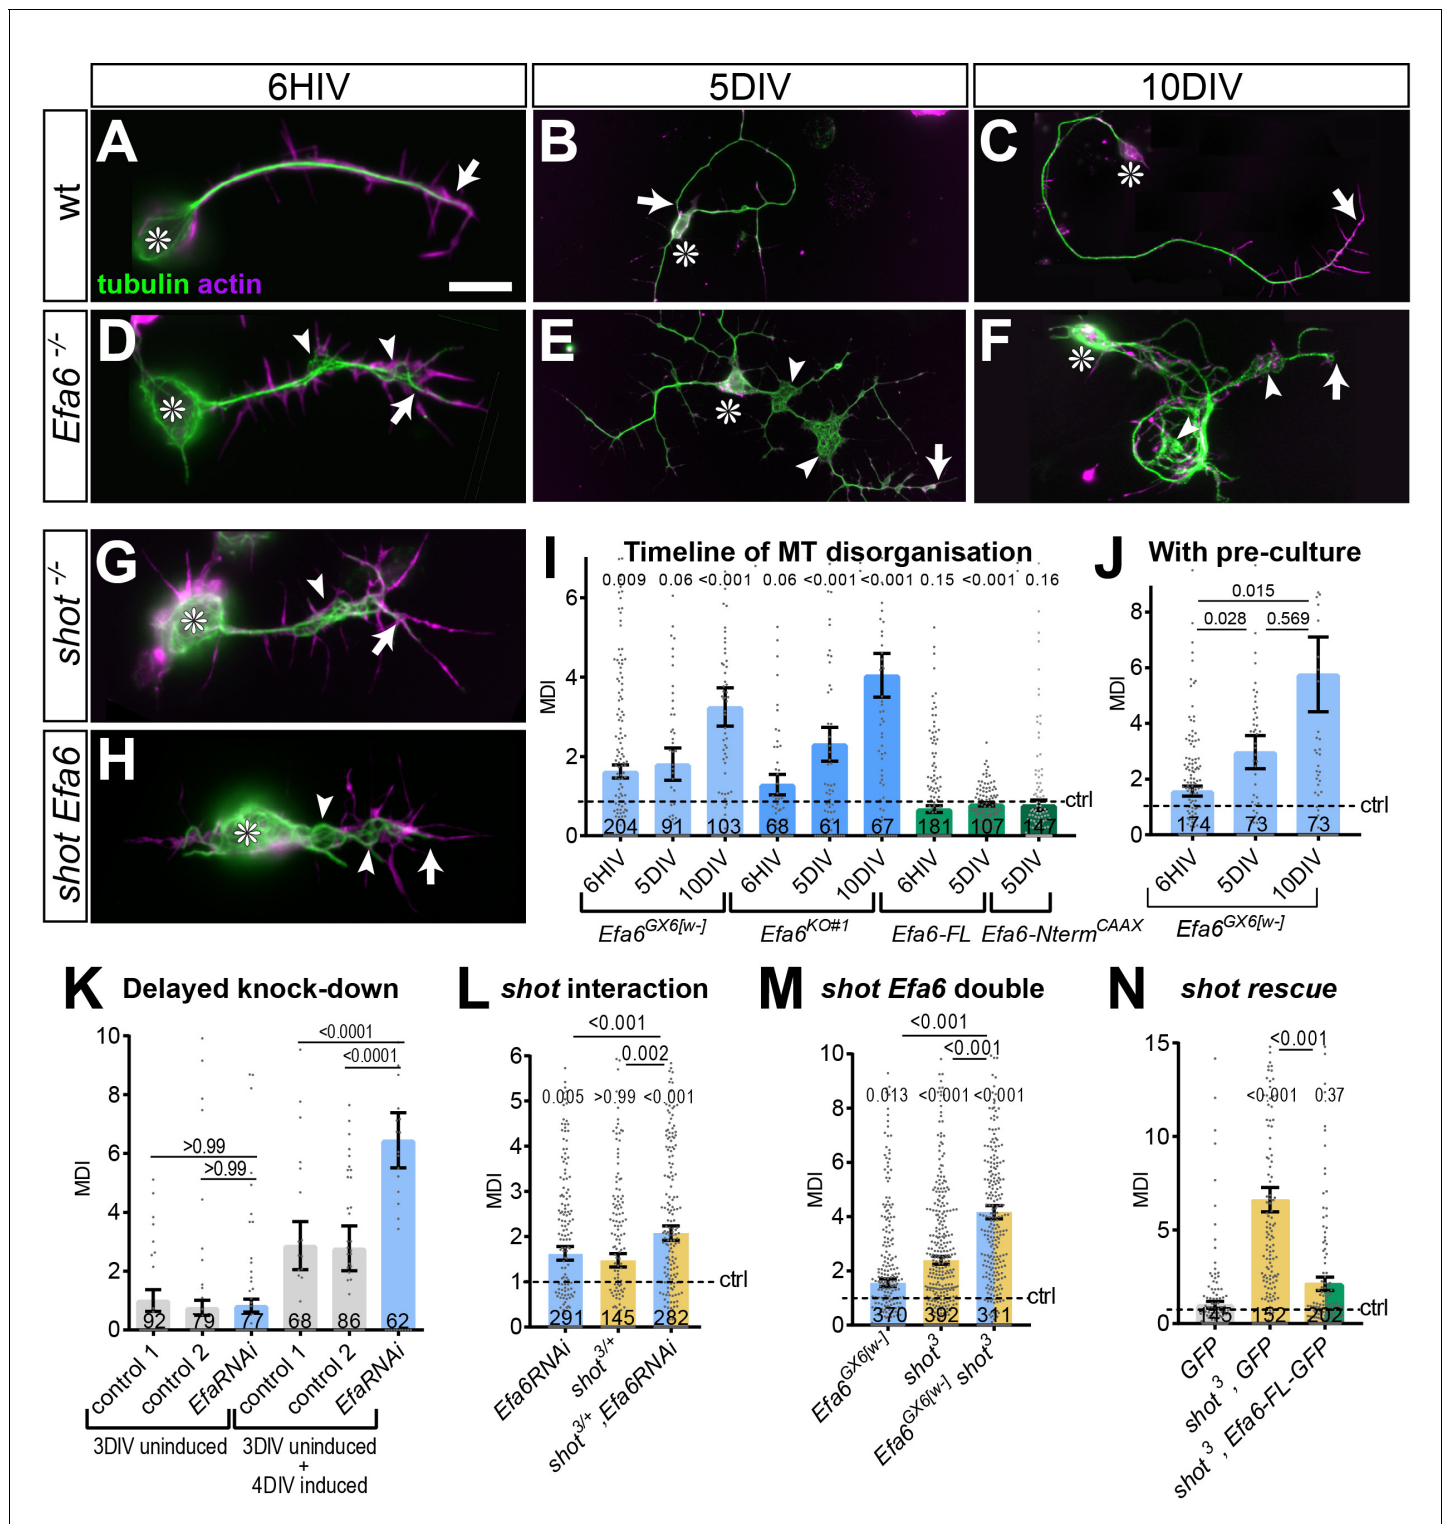 6HIV 5DIV 10DIV
wt
A B C
tubulin actin
Efa6 -/-
D E F
shot -/-
G
shot Efa6
H
I Timeline of MT disorganisation
0.009 0.06 <0.001 0.06 <0.001 <0.001 0.15 <0.001 0.16
MDI
6
4
2
0
ctrl
204 91 103 68 61 67 181 107 147
6HIV 5DIV 10DIV 6HIV 5DIV 10DIV 6HIV 5DIV 5DIV
Efa6GX6[w-] Efa6KO#1 Efa6-FL Efa6-NtermCAAX
J With pre-culture
0.015
0.028 0.569
MDI
8
6
4
2
0
ctrl
174 73 73
6HIV 5DIV 10DIV
Efa6GX6[w-]
K Delayed knock-down
<0.0001
<0.0001
>0.99
>0.99
MDI
10
8
6
4
2
0
92 79 77 68 86 62
control 1 control 2 EfaRNAi control 1 control 2 EfaRNAi
3DIV uninduced 3DIV uninduced
+
4DIV induced
L shot interaction
<0.001
0.002
0.005 >0.99 <0.001
MDI
6
5
4
3
2
1
0
ctrl
291 145 282
Efa6RNAi shot3/+ shot3/+,Efa6RNAi
M shot Efa6 double
<0.001
<0.001
0.013 <0.001 <0.001
MDI
10
8
6
4
2
0
ctrl
370 392 311
Efa6GX6[w-] shot3 Efa6GX6[w-] shot3
N shot rescue
<0.001
<0.001 0.37
MDI
15
10
5
0
ctrl
145 152 202
GFP shot3, GFP shot3, Efa6-FL-GFP